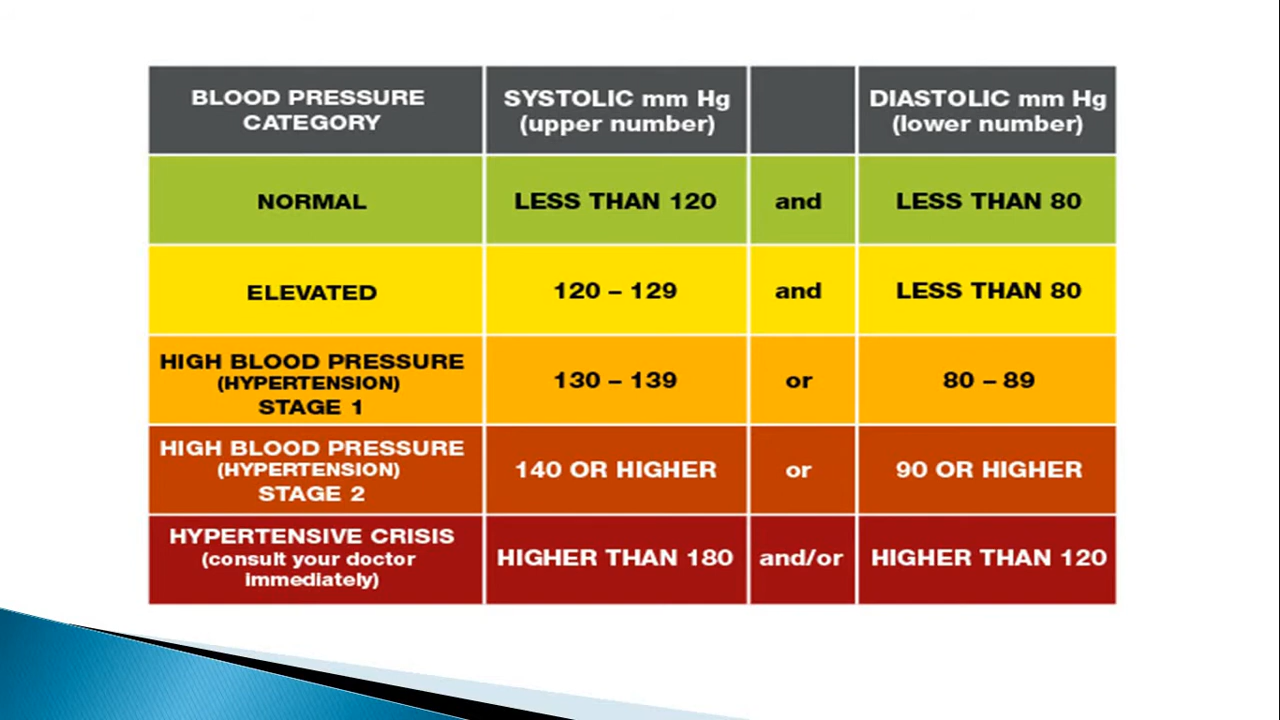 BLOOD PRESSURE
CATEGORY
SYSTOLIC mm Hg
(upper number)
DIASTOLIC mm Hg
(lower number)
NORMAL
LESS THAN 120
and
LESS THAN 80
ELEVATED
120 – 129
and
LESS THAN 80
HIGH BLOOD PRESSURE
(HYPERTENSION)
STAGE 1
130 – 139
or
80 – 89
HIGH BLOOD PRESSURE
(HYPERTENSION)
STAGE 2
140 OR HIGHER
or
90 OR HIGHER
HYPERTENSIVE CRISIS
(consult your doctor
immediately)
HIGHER THAN 180
and/or
HIGHER THAN 120